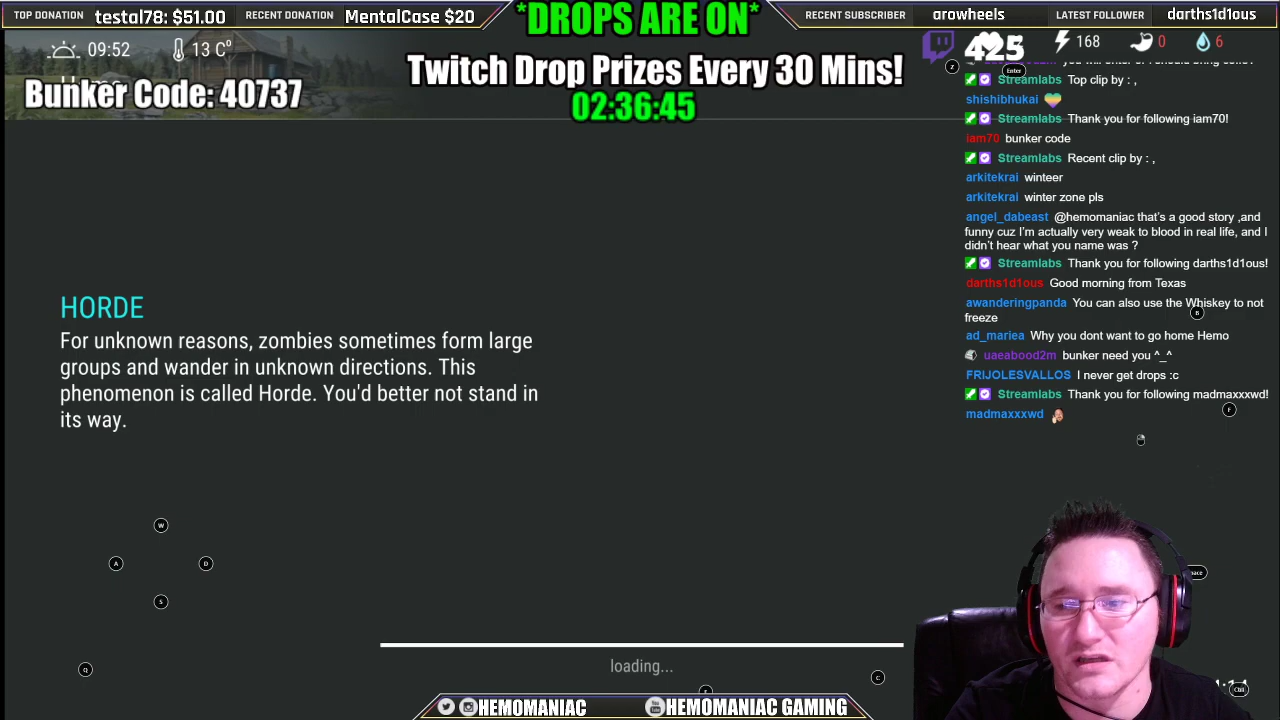 TOP DONATION testal78: $51.00 RECENT DONATION MentalCase $20
*DROPS ARE ON*
RECENT SUBSCRIBER arowheels LATEST FOLLOWER darths1d1ous
09:52 13 C°
Twitch Drop Prizes Every 30 Mins!
425 168 0 6
Bunker Code: 40737
02:36:45
Z
Enter
Streamlabs Top clip by : ,
shishibhukai
Streamlabs Thank you for following iam70!
iam70 bunker code
Streamlabs Recent clip by : ,
arkitekrai winteer
arkitekrai winter zone pls
angel_dabeast @hemomaniac that's a good story ,and
funny cuz I'm actually very weak to blood in real life, and I
didn't hear what you name was ?
Streamlabs Thank you for following darths1d1ous!
darths1d1ous Good morning from Texas
awanderingpanda You can also use the Whiskey to not
freeze
B
ad_mariea Why you dont want to go home Hemo
uaeabood2m bunker need you ^_^
FRIJOLESVALLOS I never get drops :c
Streamlabs Thank you for following madmaxxxwd!
madmaxxxwd
F
HORDE
For unknown reasons, zombies sometimes form large
groups and wander in unknown directions. This
phenomenon is called Horde. You'd better not stand in
its way.
W
A D
S
Q
loading...
C
Ctrl
HEMOMANIAC HEMOMANIAC GAMING